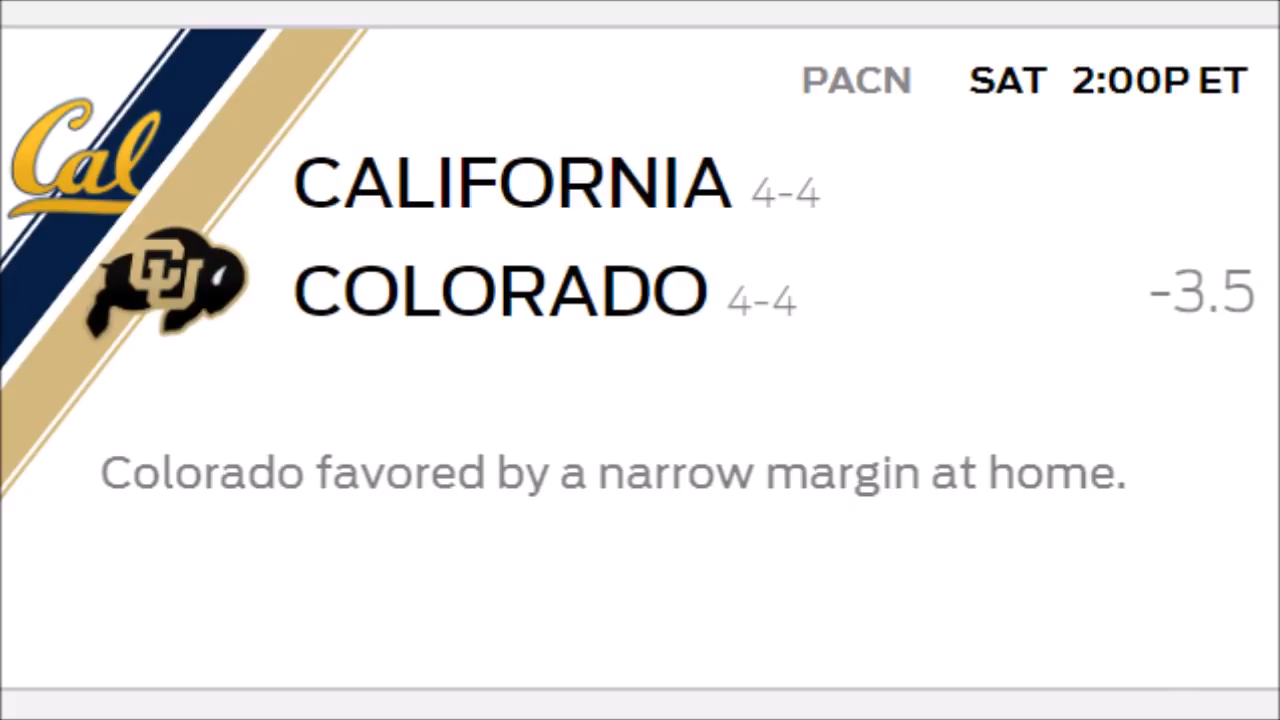 PACN SAT 2:00P ET
Cal
CALIFORNIA 4-4
CU
COLORADO 4-4 -3.5
Colorado favored by a narrow margin at home.